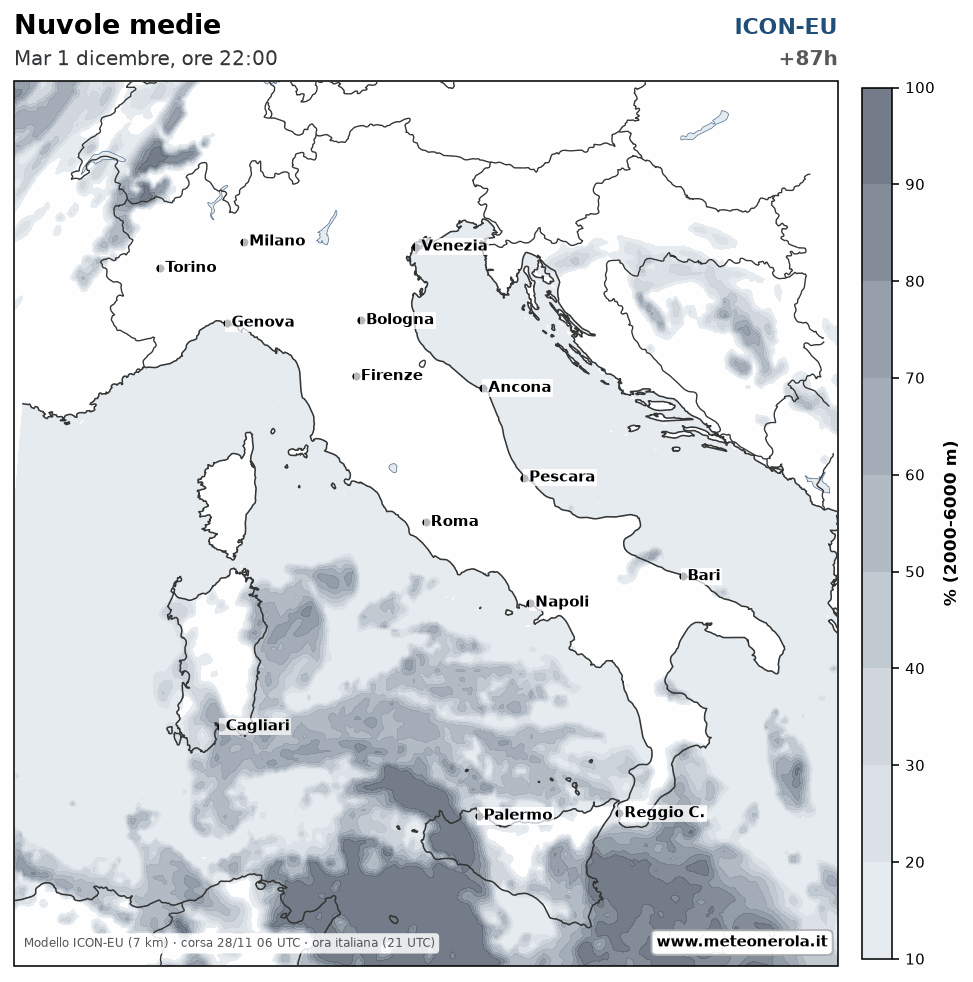 Nuvole medie
ICON-EU
Mar 1 dicembre, ore 22:00
+87h
100
90
80
70
60
50
40
30
20
10
% (2000-6000 m)
Milano
Venezia
Torino
Genova
Bologna
Firenze
Ancona
Pescara
Roma
Bari
Napoli
Cagliari
Palermo
Reggio C.
Modello ICON-EU (7 km) · corsa 28/11 06 UTC · ora italiana (21 UTC)
www.meteonerola.it